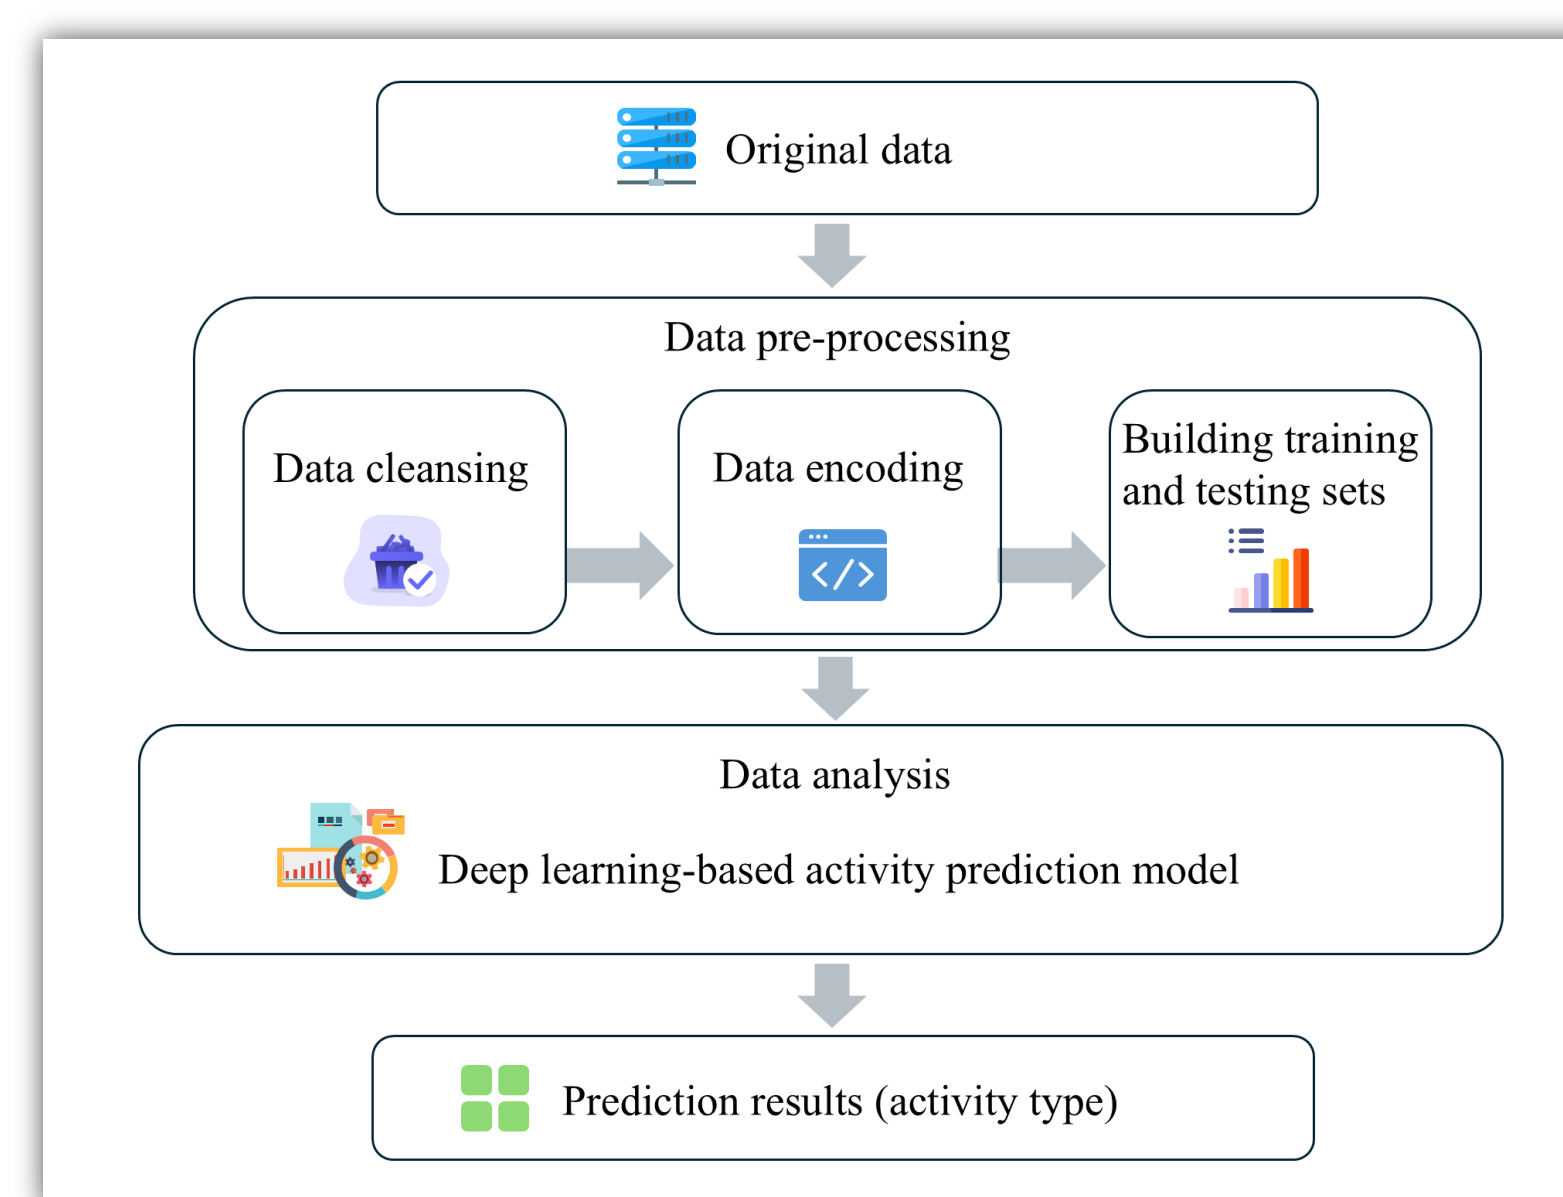 Original data
Data pre-processing
Data cleansing
Data encoding
Building training
and testing sets
Data analysis
Deep learning-based activity prediction model
Prediction results (activity type)